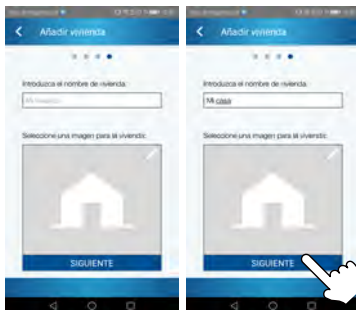 Añadir vivienda
Introduzca el nombre de vivienda:
Seleccione una imagen para la vivienda:
SIGUIENTE
Añadir vivienda
Introduzca el nombre de vivienda:
Mi casa
Seleccione una imagen para la vivienda:
SIGUIENTE